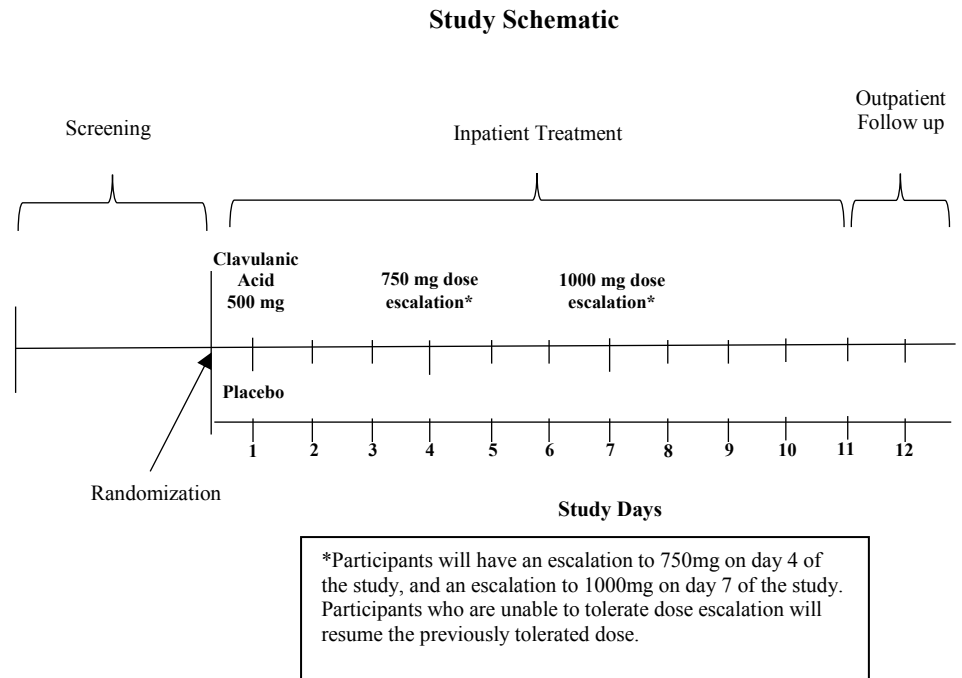 Study Schematic
Screening
Inpatient Treatment
Outpatient
Follow up
Clavulanic
Acid
500 mg
750 mg dose
escalation*
1000 mg dose
escalation*
Placebo
1 2 3 4 5 6 7 8 9 10 11 12
Randomization
Study Days
*Participants will have an escalation to 750mg on day 4 of
the study, and an escalation to 1000mg on day 7 of the study.
Participants who are unable to tolerate dose escalation will
resume the previously tolerated dose.